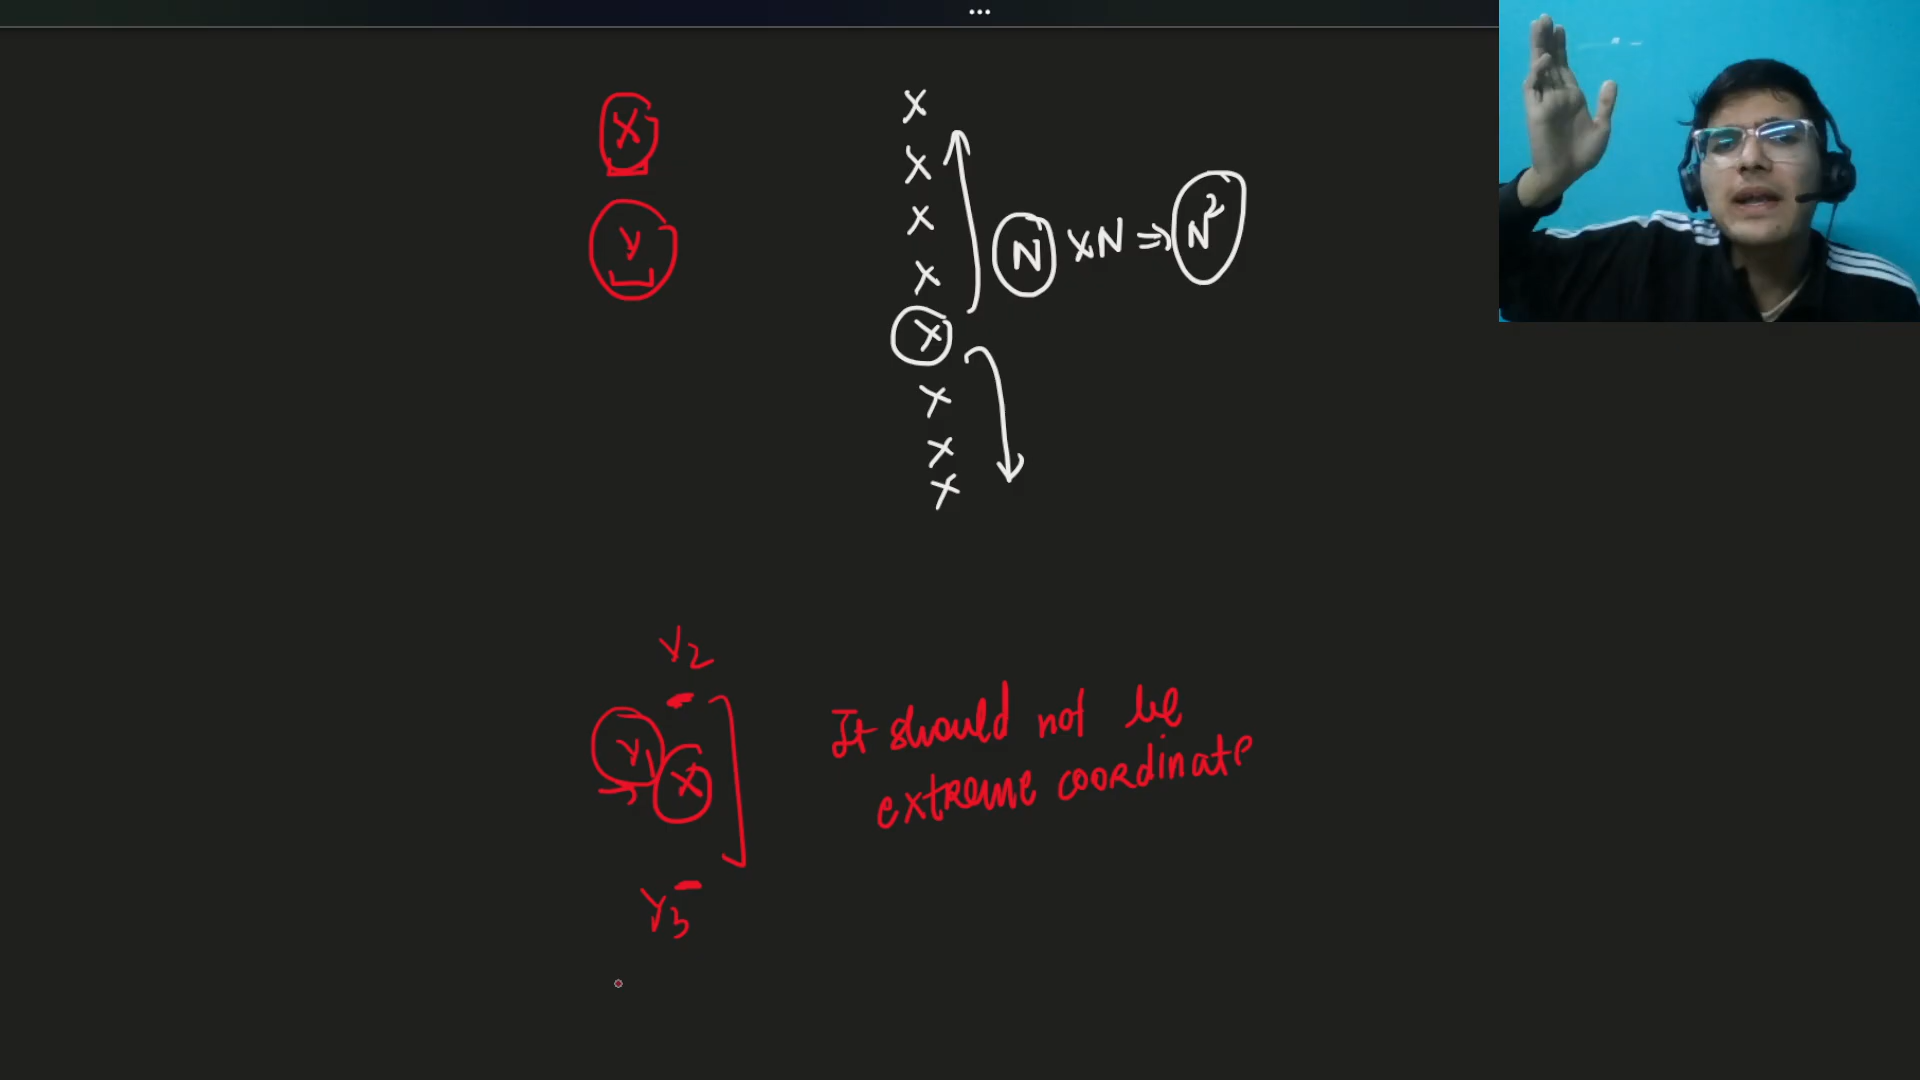 X
X
y
X
X
X
N X N => N²
X
X
X
X
y2
y1
X
It should not be
extreme coordinate
y3